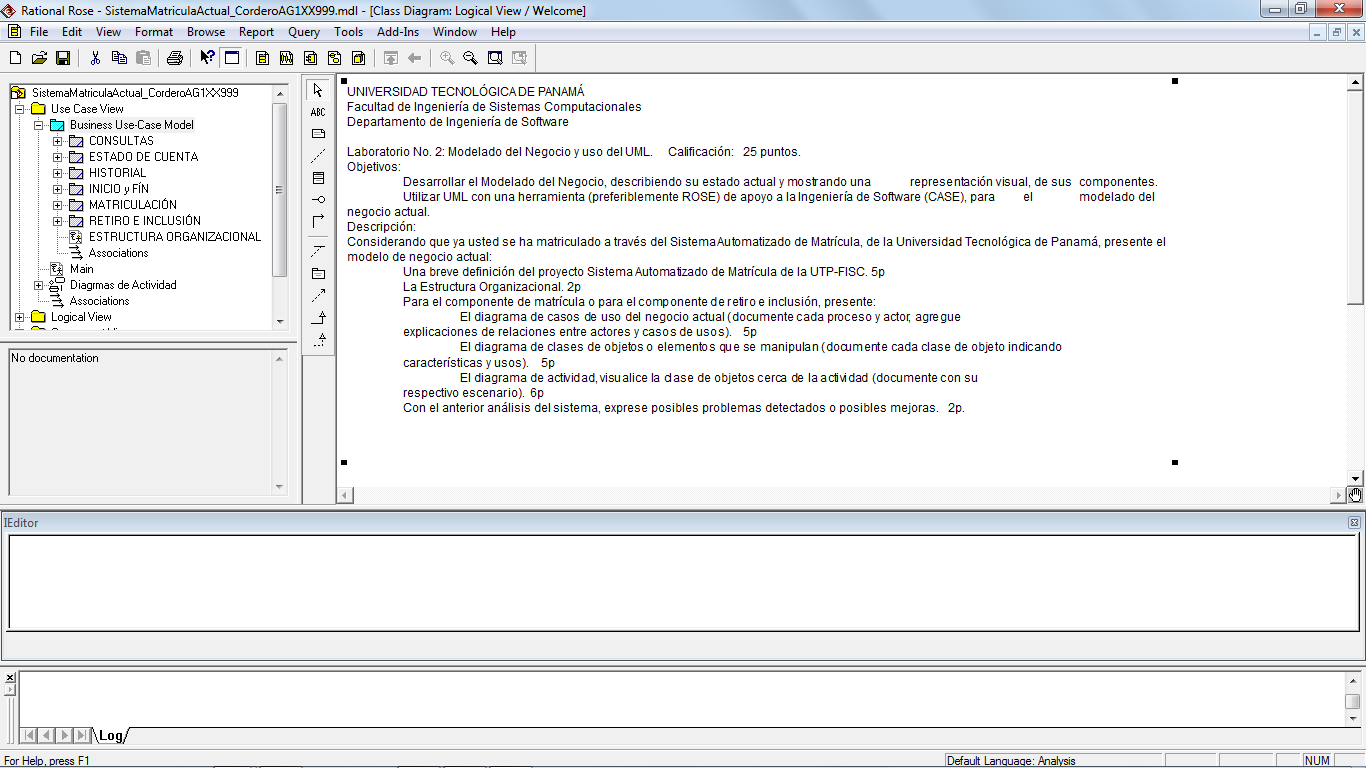 Rational Rose - SistemaMatriculaActual_CorderoAG1XX999.mdl - [Class Diagram: Logical View / Welcome]
File Edit View Format Browse Report Query Tools Add-Ins Window Help
SistemaMatriculaActual_CorderoAG1XX999
Use Case View
Business Use-Case Model
CONSULTAS
ESTADO DE CUENTA
HISTORIAL
INICIO y FÍN
MATRICULACIÓN
RETIRO E INCLUSIÓN
ESTRUCTURA ORGANIZACIONAL
Associations
Main
Diagrmas de Actividad
Associations
Logical View
No documentation
ABC
UNIVERSIDAD TECNOLÓGICA DE PANAMÁ
Facultad de Ingeniería de Sistemas Computacionales
Departamento de Ingeniería de Software
Laboratorio No. 2: Modelado del Negocio y uso del UML. Calificación: 25 puntos.
Objetivos:
Desarrollar el Modelado del Negocio, describiendo su estado actual y mostrando una representación visual, de sus componentes.
Utilizar UML con una herramienta (preferiblemente ROSE) de apoyo a la Ingeniería de Software (CASE), para el modelado del
negocio actual.
Descripción:
Considerando que ya usted se ha matriculado a través del Sistema Automatizado de Matrícula, de la Universidad Tecnológica de Panamá, presente el
modelo de negocio actual:
Una breve definición del proyecto Sistema Automatizado de Matrícula de la UTP-FISC. 5p
La Estructura Organizacional. 2p
Para el componente de matrícula o para el componente de retiro e inclusión, presente:
El diagrama de casos de uso del negocio actual (documente cada proceso y actor, agregue
explicaciones de relaciones entre actores y casos de usos). 5p
El diagrama de clases de objetos o elementos que se manipulan (documente cada clase de objeto indicando
características y usos). 5p
El diagrama de actividad, visualice la clase de objetos cerca de la actividad (documente con su
respectivo escenario). 6p
Con el anterior análisis del sistema, exprese posibles problemas detectados o posibles mejoras. 2p.
IEditor
Log
For Help, press F1
Default Language: Analysis
NUM